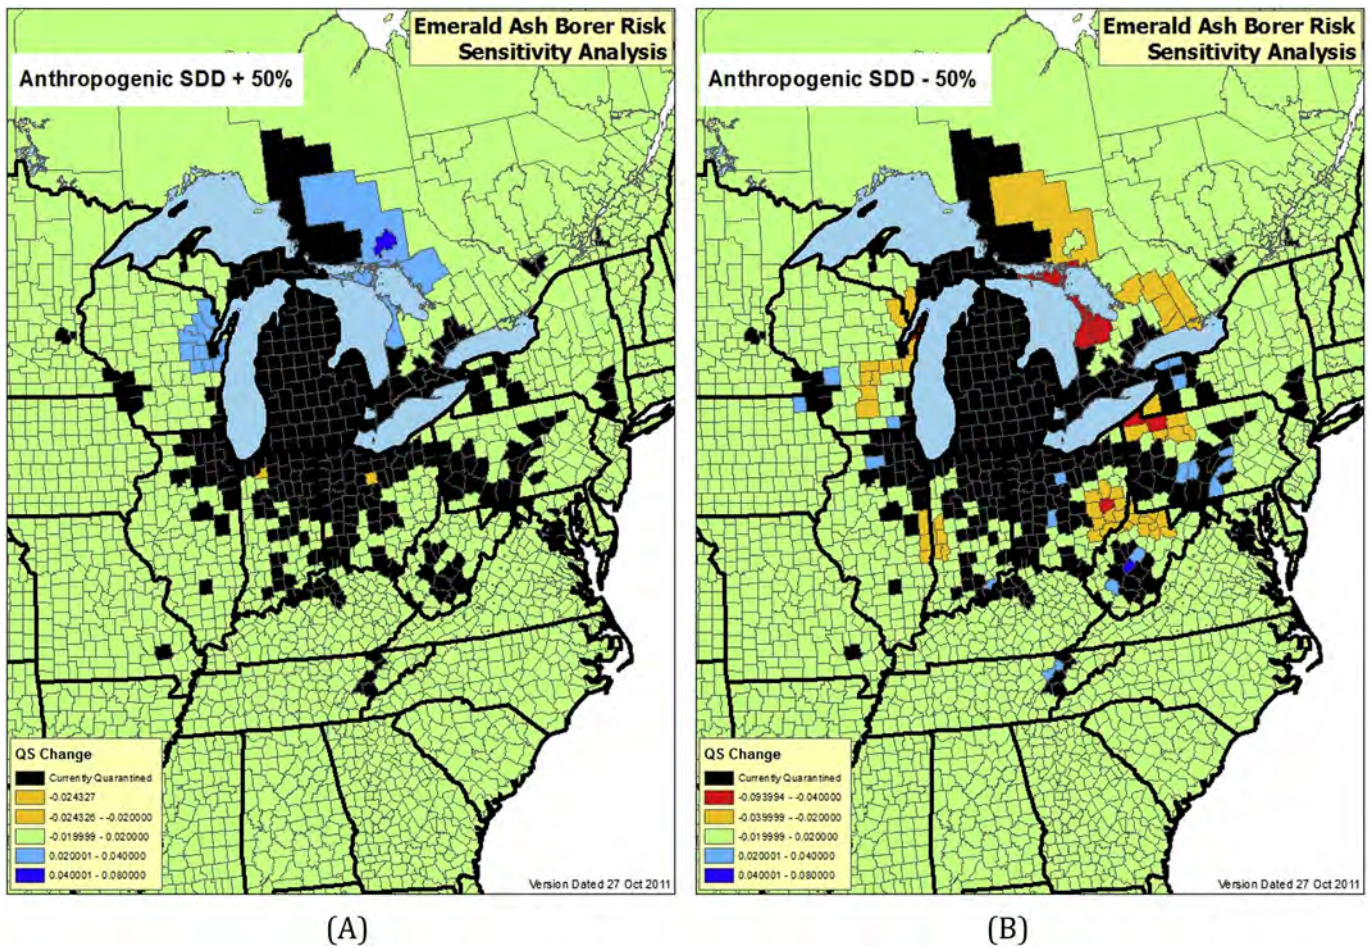 Emerald Ash Borer Risk
Sensitivity Analysis
Anthropogenic SDD + 50%
QS Change
Currently Quarantined
-0.024327
-0.024326 - -0.020000
-0.019999 - 0.020000
0.020001 - 0.040000
0.040001 - 0.080000
Version Dated 27 Oct 2011
(A)
Emerald Ash Borer Risk
Sensitivity Analysis
Anthropogenic SDD - 50%
QS Change
Currently Quarantined
-0.093994 - -0.040000
-0.039999 - -0.020000
-0.019999 - 0.020000
0.020001 - 0.040000
0.040001 - 0.080000
Version Dated 27 Oct 2011
(B)